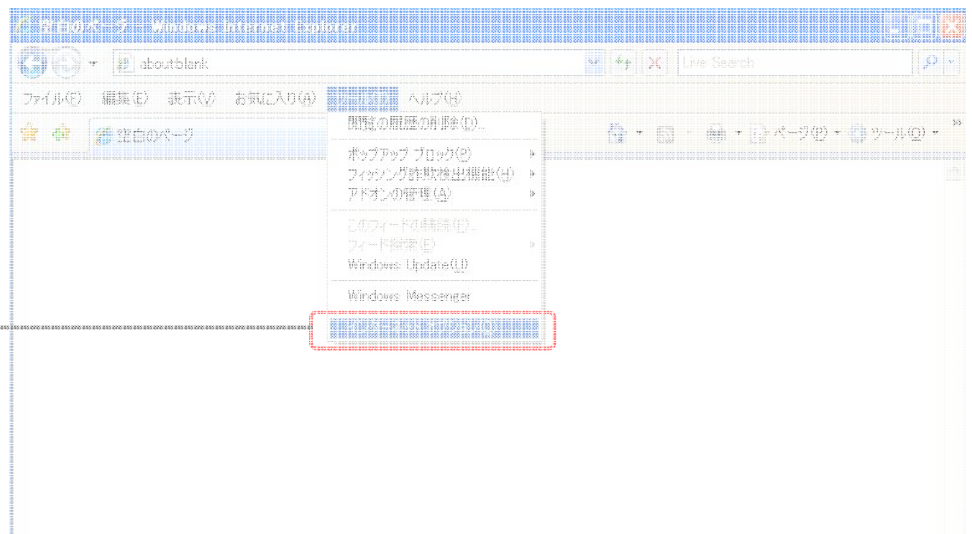 空白のページ - Windows Internet Explorer
about:blank
Live Search
ファイル(F) 編集(E) 表示(V) お気に入り(A) ヘルプ(H)
空白のページ
ページ(P) ツール(O) »
閲覧の履歴の削除(D)...
ポップアップ ブロック(P)
フィッシング詐欺検出機能(H)
アドオンの管理(A)
このフィードの購読(F)...
フィード探索(E)
Windows Update(U)
Windows Messenger